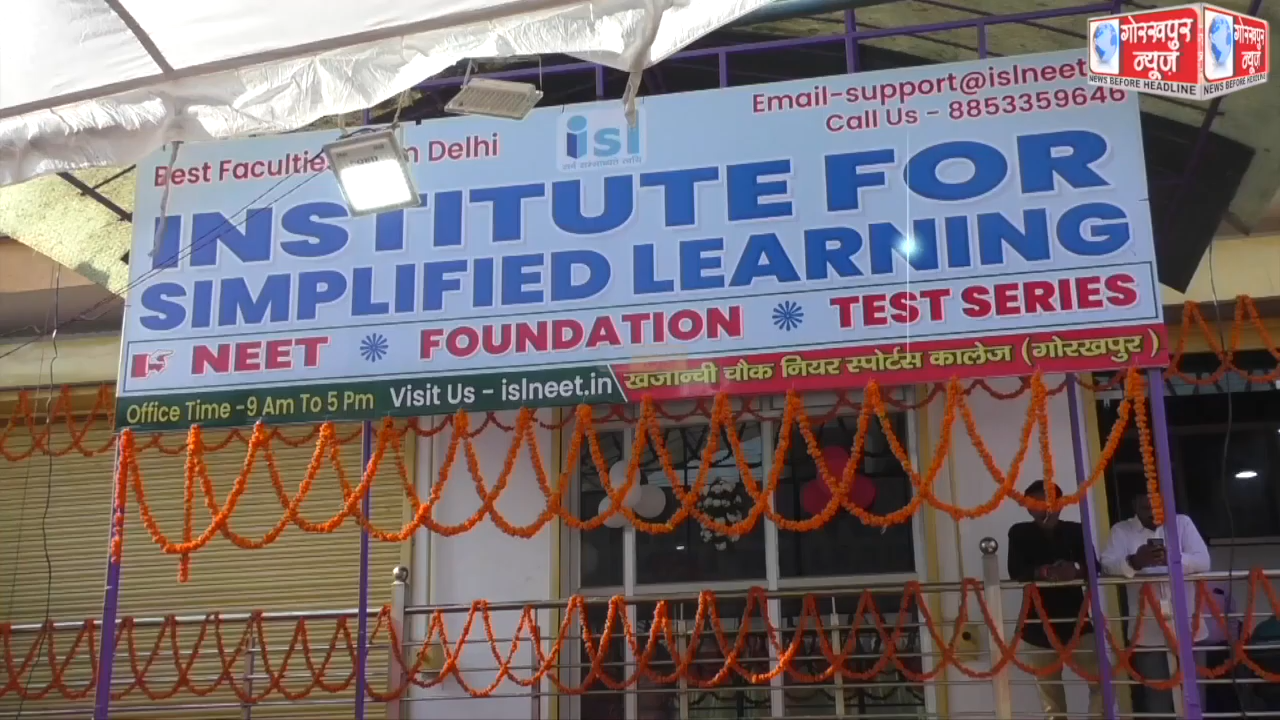 गोरखपुर न्यूज़
NEWS BEFORE HEADLINE
गोरखपुर न्यूज़
NEWS BEFORE HEADLINE
Email-support@islneet
Call Us - 8853359646
Best Delhi
isl
INSTITUTE FOR
SIMPLIFIED LEARNING
NEET FOUNDATION TEST SERIES
Office Time -9 Am To 5 Pm Visit Us - islneet.in खजान्ची चौक नियर स्पोर्टस कालेज (गोरखपुर)